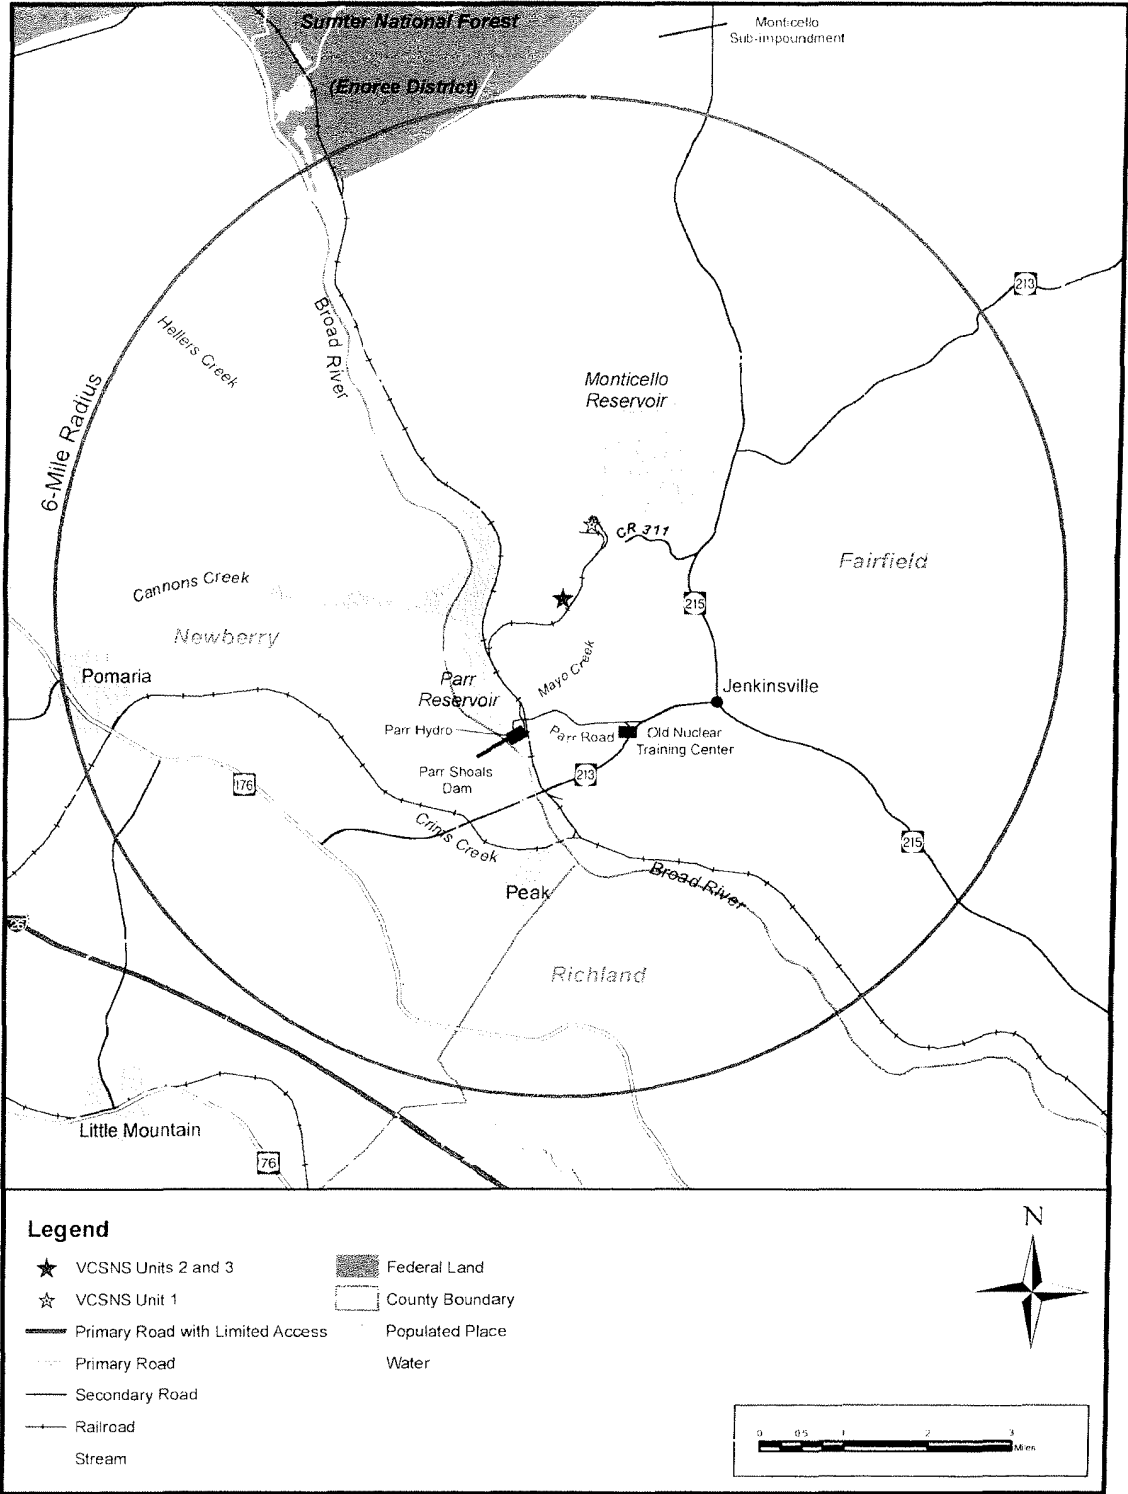 Sumter National Forest
(Enoree District)
Monticello
Sub-impoundment
213
Broad River
Hellers Creek
Monticello
Reservoir
6-Mile Radius
CR 311
Fairfield
Cannons Creek
215
Newberry
Mayo Creek
Pomaria
Parr
Reservoir
Jenkinsville
Parr Hydro
Parr Road
Old Nuclear
Training Center
Parr Shoals
Dam
213
176
Crims Creek
215
Peak
Broad River
26
Richland
Little Mountain
76
Legend
VCSNS Units 2 and 3
VCSNS Unit 1
Primary Road with Limited Access
Primary Road
Secondary Road
Railroad
Stream
Federal Land
County Boundary
Populated Place
Water
N
0 0.5 1 2 3
Miles